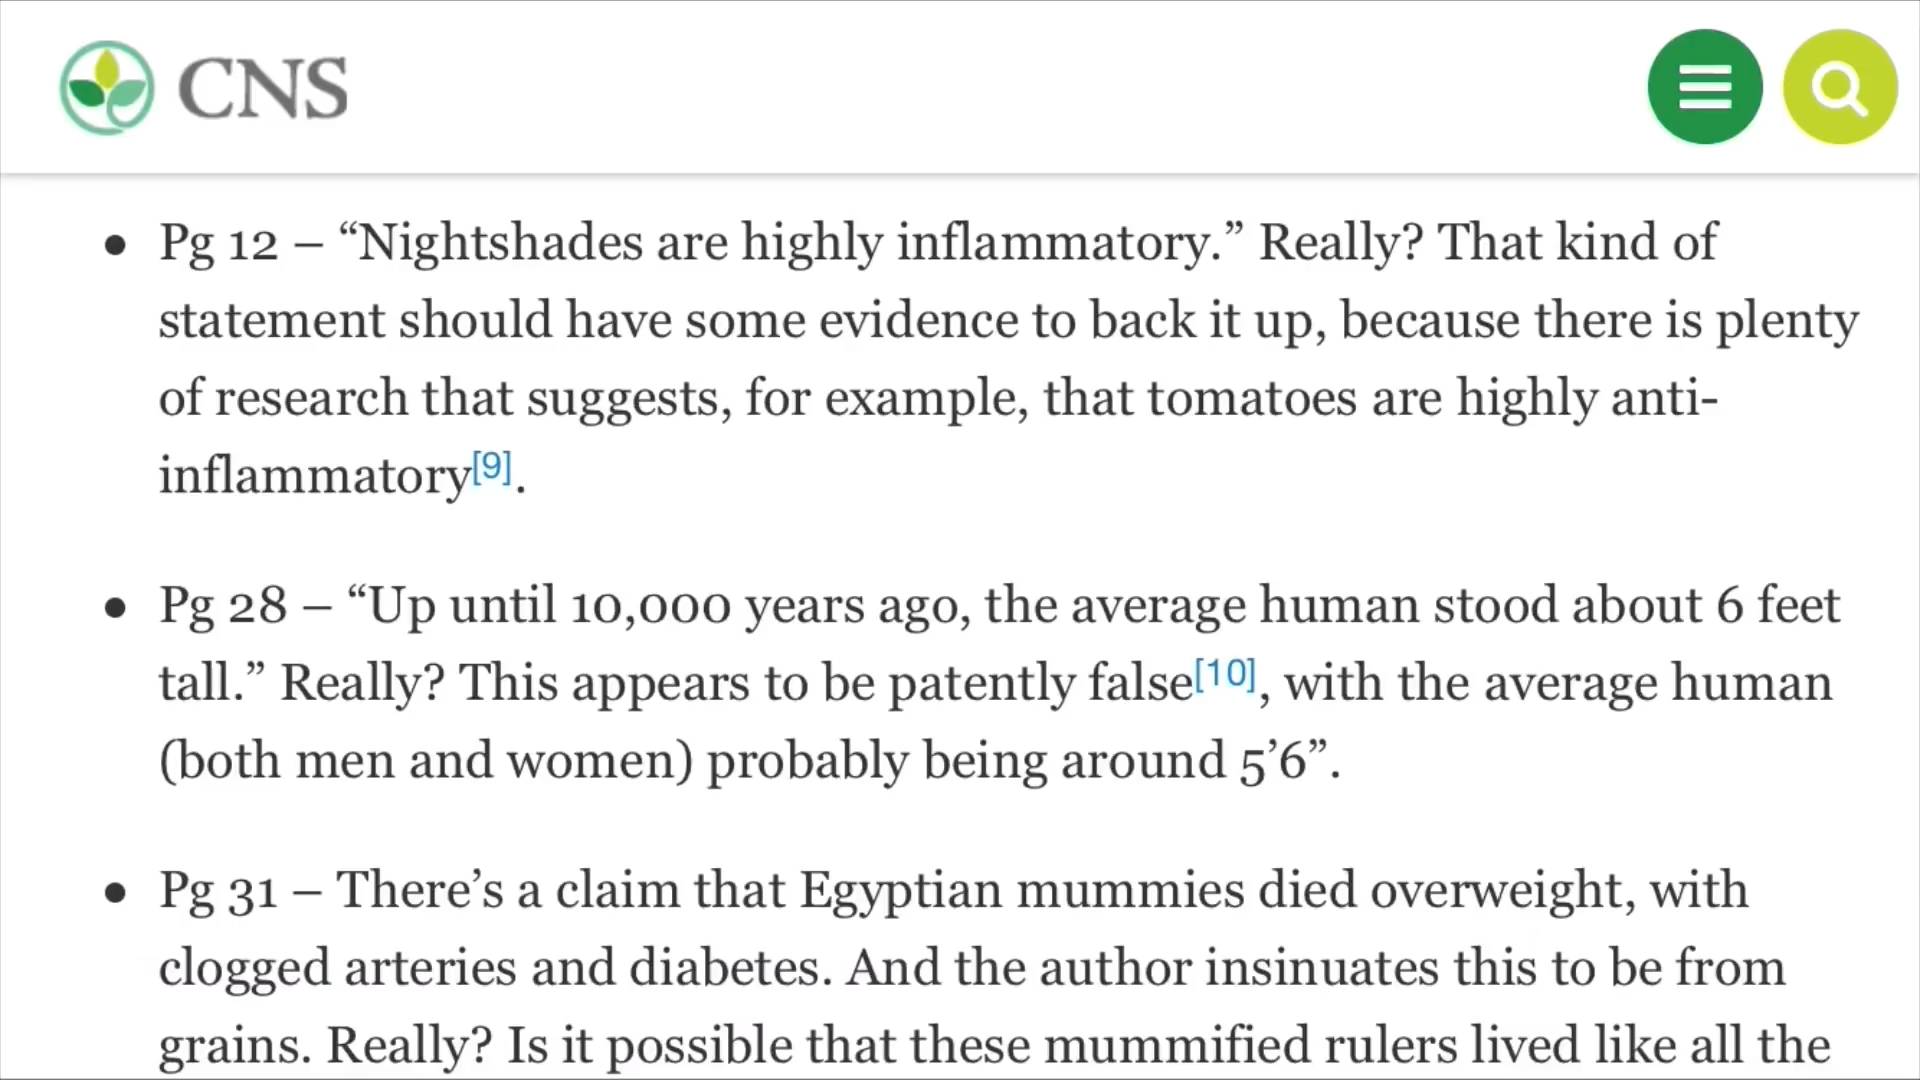 CNS
• Pg 12 – “Nightshades are highly inflammatory.” Really? That kind of
statement should have some evidence to back it up, because there is plenty
of research that suggests, for example, that tomatoes are highly anti-
inflammatory[9].
• Pg 28 – “Up until 10,000 years ago, the average human stood about 6 feet
tall.” Really? This appears to be patently false[10], with the average human
(both men and women) probably being around 5’6”.
• Pg 31 – There’s a claim that Egyptian mummies died overweight, with
clogged arteries and diabetes. And the author insinuates this to be from
grains. Really? Is it possible that these mummified rulers lived like all the